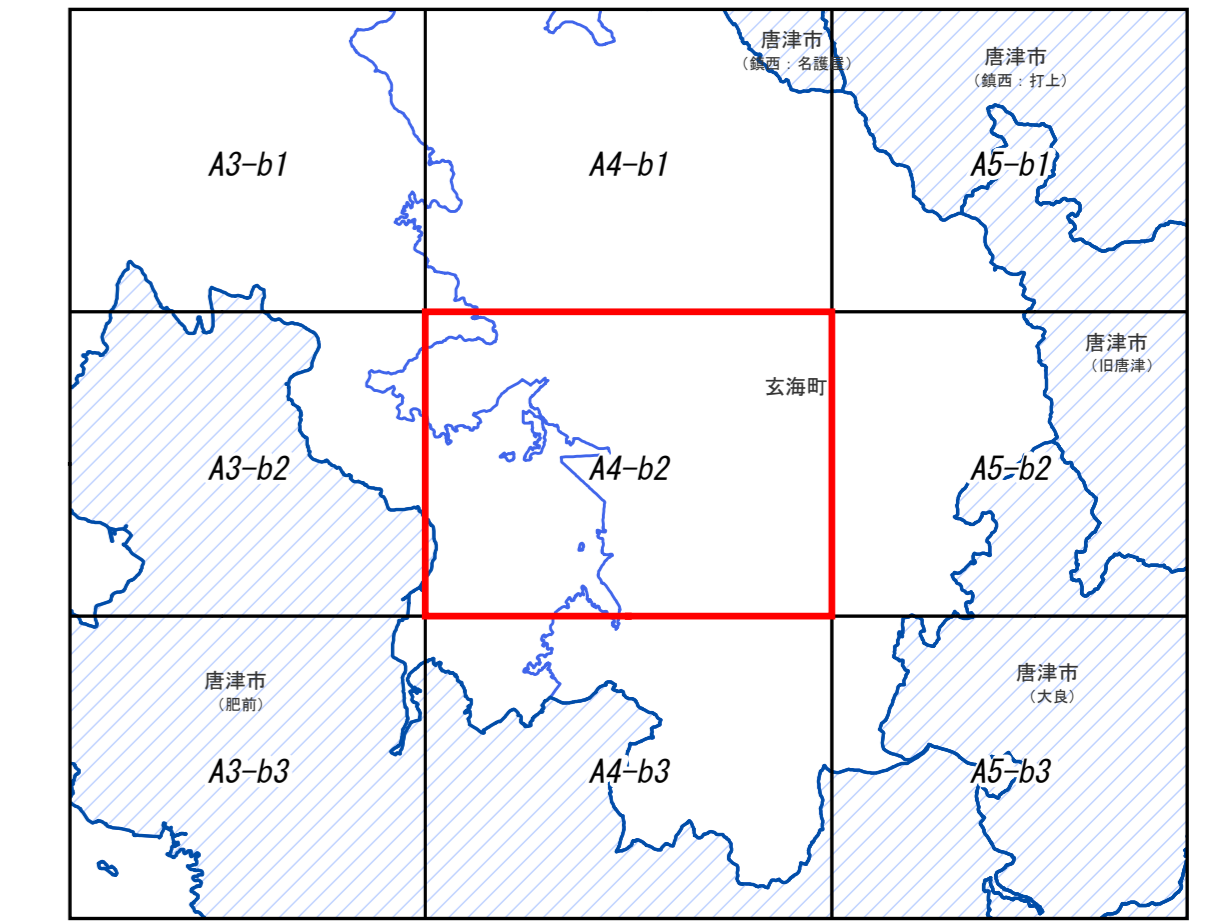 唐津市
（鎮西：名護屋）
唐津市
（鎮西：打上）
A3-b1
A4-b1
A5-b1
唐津市
（旧唐津）
玄海町
A3-b2
A4-b2
A5-b2
唐津市
（肥前）
唐津市
（大良）
A3-b3
A4-b3
A5-b3